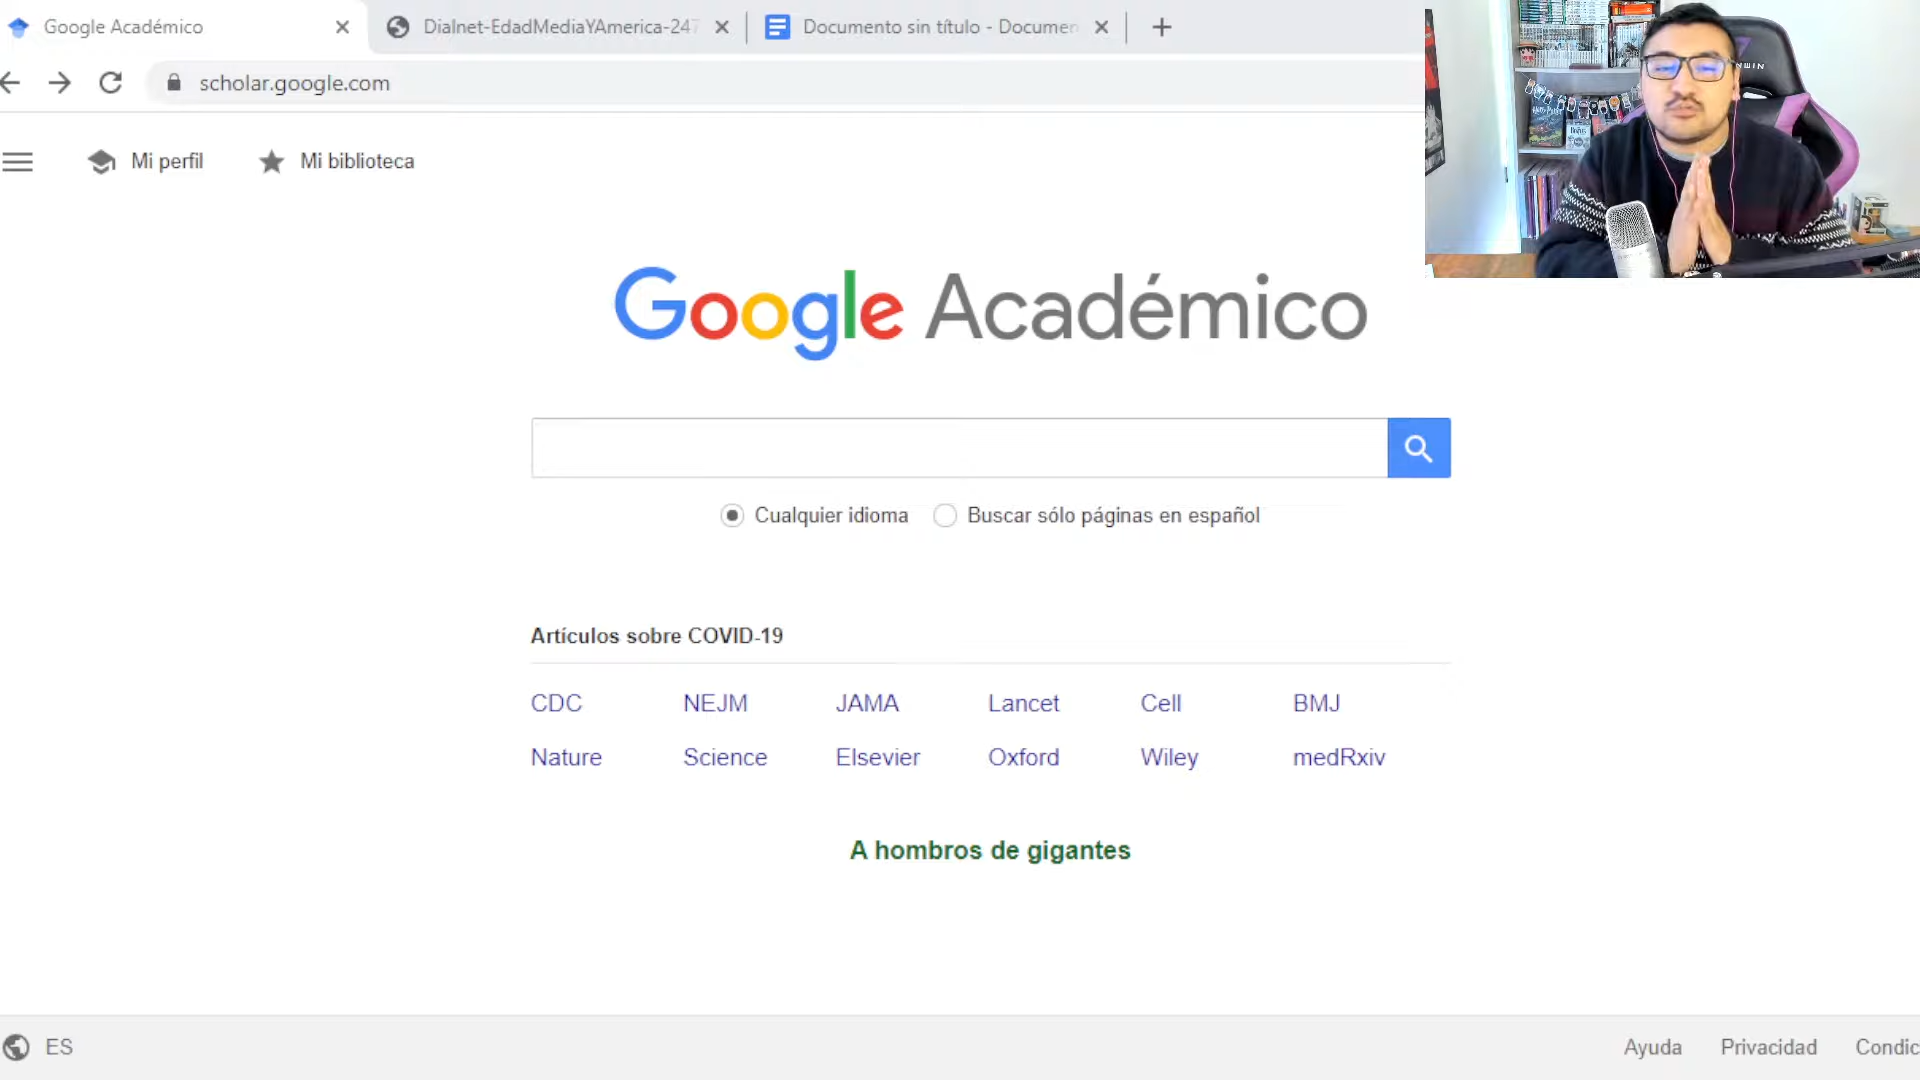 Google Académico
Dialnet-EdadMediaYAmerica-247
Documento sin título - Documen
scholar.google.com
Mi perfil
Mi biblioteca
Google Académico
Cualquier idioma
Buscar sólo páginas en español
Artículos sobre COVID-19
CDC NEJM JAMA Lancet Cell BMJ
Nature Science Elsevier Oxford Wiley medRxiv
A hombros de gigantes
ES
Ayuda Privacidad Condic